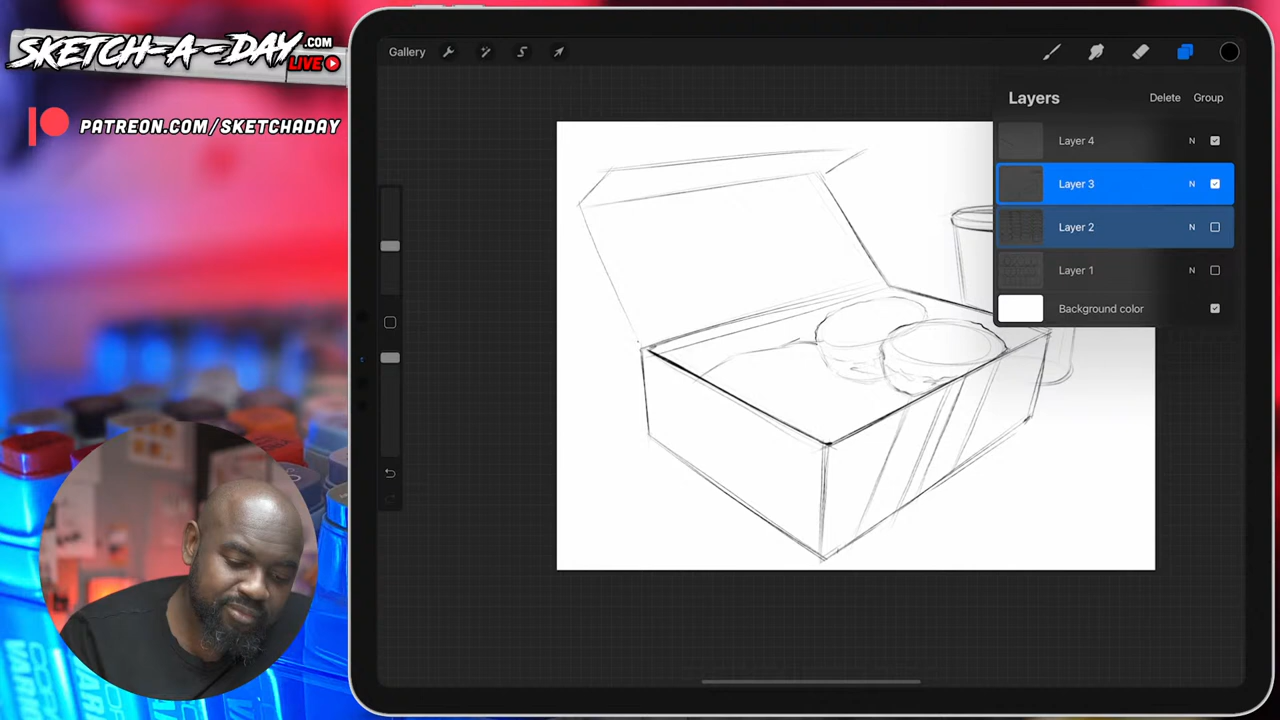 SKETCH-A-DAY.COM
LIVE
PATREON.COM/SKETCHADAY
Gallery
Layers
Delete
Group
Layer 4
N
Layer 3
N
Layer 2
N
Layer 1
N
Background color